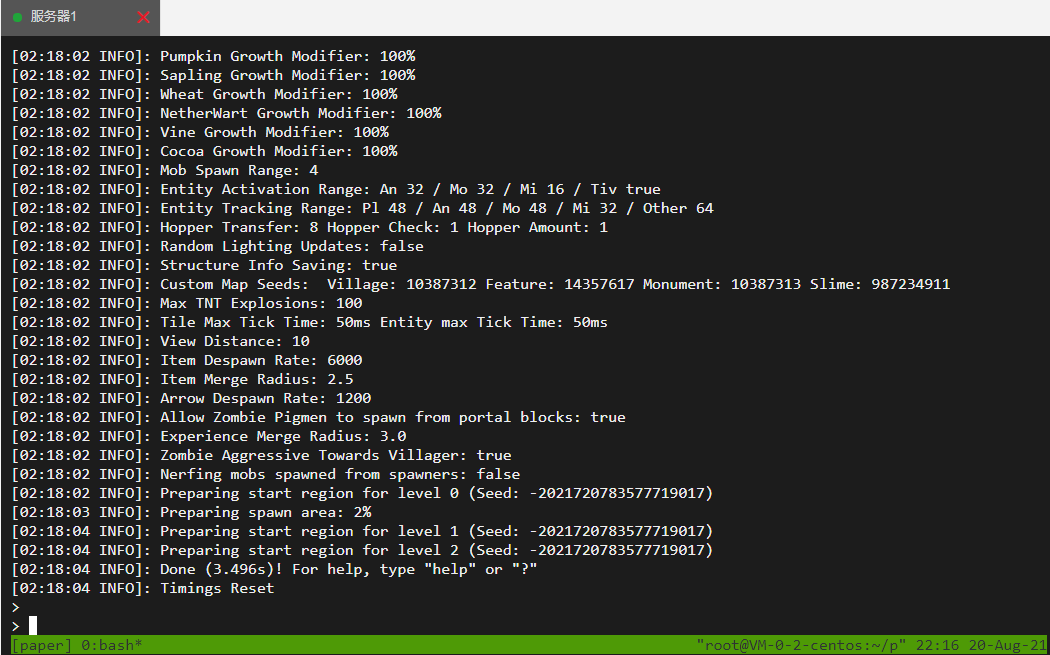 服务器1
[02:18:02 INFO]: Pumpkin Growth Modifier: 100%
[02:18:02 INFO]: Sapling Growth Modifier: 100%
[02:18:02 INFO]: Wheat Growth Modifier: 100%
[02:18:02 INFO]: NetherWart Growth Modifier: 100%
[02:18:02 INFO]: Vine Growth Modifier: 100%
[02:18:02 INFO]: Cocoa Growth Modifier: 100%
[02:18:02 INFO]: Mob Spawn Range: 4
[02:18:02 INFO]: Entity Activation Range: An 32 / Mo 32 / Mi 16 / Tiv true
[02:18:02 INFO]: Entity Tracking Range: Pl 48 / An 48 / Mo 48 / Mi 32 / Other 64
[02:18:02 INFO]: Hopper Transfer: 8 Hopper Check: 1 Hopper Amount: 1
[02:18:02 INFO]: Random Lighting Updates: false
[02:18:02 INFO]: Structure Info Saving: true
[02:18:02 INFO]: Custom Map Seeds:  Village: 10387312 Feature: 14357617 Monument: 10387313 Slime: 987234911
[02:18:02 INFO]: Max TNT Explosions: 100
[02:18:02 INFO]: Tile Max Tick Time: 50ms Entity max Tick Time: 50ms
[02:18:02 INFO]: View Distance: 10
[02:18:02 INFO]: Item Despawn Rate: 6000
[02:18:02 INFO]: Item Merge Radius: 2.5
[02:18:02 INFO]: Arrow Despawn Rate: 1200
[02:18:02 INFO]: Allow Zombie Pigmen to spawn from portal blocks: true
[02:18:02 INFO]: Experience Merge Radius: 3.0
[02:18:02 INFO]: Zombie Aggressive Towards Villager: true
[02:18:02 INFO]: Nerfing mobs spawned from spawners: false
[02:18:02 INFO]: Preparing start region for level 0 (Seed: -2021720783577719017)
[02:18:03 INFO]: Preparing spawn area: 2%
[02:18:04 INFO]: Preparing start region for level 1 (Seed: -2021720783577719017)
[02:18:04 INFO]: Preparing start region for level 2 (Seed: -2021720783577719017)
[02:18:04 INFO]: Done (3.496s)! For help, type "help" or "?"
[02:18:04 INFO]: Timings Reset
>
>
[paper] 0:bash* "root@VM-0-2-centos:~/p" 22:16 20-Aug-21